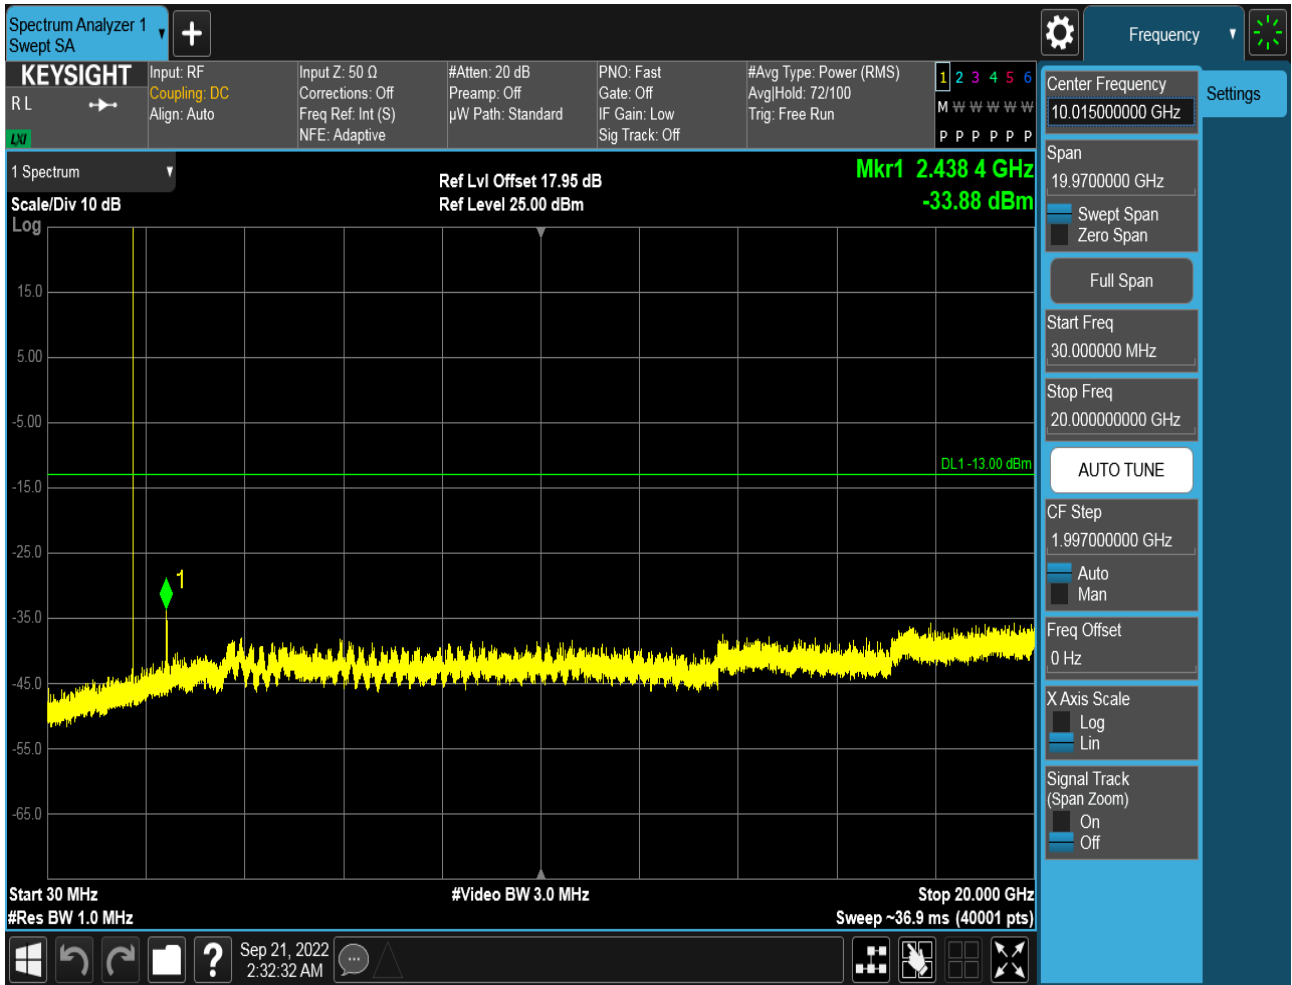 Spectrum Analyzer 1
Swept SA
Frequency
KEYSIGHT
R L
LXI
Input: RF
Coupling: DC
Align: Auto
Input Z: 50 Ω
Corrections: Off
Freq Ref: Int (S)
NFE: Adaptive
#Atten: 20 dB
Preamp: Off
µW Path: Standard
PNO: Fast
Gate: Off
IF Gain: Low
Sig Track: Off
#Avg Type: Power (RMS)
Avg|Hold: 72/100
Trig: Free Run
1 2 3 4 5 6
M W W W W W
P P P P P P
1 Spectrum
Scale/Div 10 dB
Log
Ref Lvl Offset 17.95 dB
Ref Level 25.00 dBm
Mkr1 2.438 4 GHz
-33.88 dBm
15.0
5.00
-5.00
DL1 -13.00 dBm
-15.0
-25.0
1
-35.0
-45.0
-55.0
-65.0
Start 30 MHz
#Res BW 1.0 MHz
#Video BW 3.0 MHz
Stop 20.000 GHz
Sweep ~36.9 ms (40001 pts)
Sep 21, 2022
2:32:32 AM
Center Frequency
10.015000000 GHz
Settings
Span
19.9700000 GHz
Swept Span
Zero Span
Full Span
Start Freq
30.000000 MHz
Stop Freq
20.000000000 GHz
AUTO TUNE
CF Step
1.997000000 GHz
Auto
Man
Freq Offset
0 Hz
X Axis Scale
Log
Lin
Signal Track
(Span Zoom)
On
Off